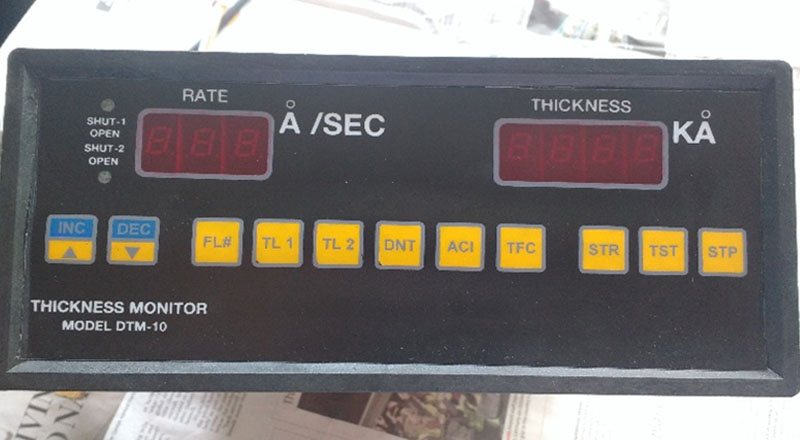 RATE
Å /SEC
THICKNESS
KÅ
SHUT-1
OPEN
SHUT-2
OPEN
INC
DEC
FL#
TL 1
TL 2
DNT
ACI
TFC
STR
TST
STP
THICKNESS MONITOR
MODEL DTM-10